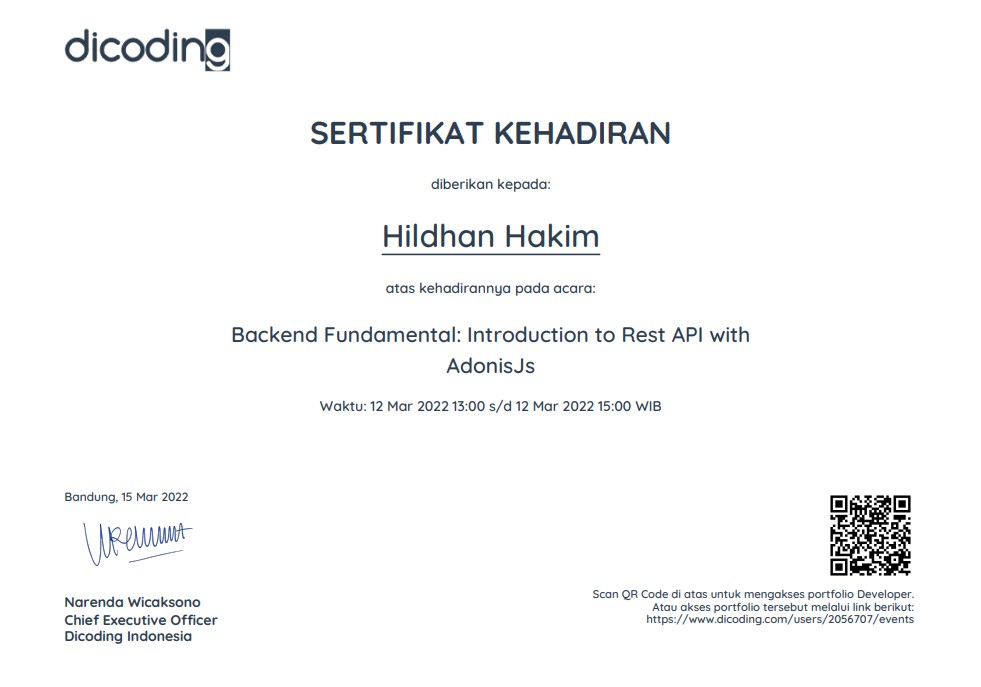 dicoding
SERTIFIKAT KEHADIRAN
diberikan kepada:
Hildhan Hakim
atas kehadirannya pada acara:
Backend Fundamental: Introduction to Rest API with
AdonisJs
Waktu: 12 Mar 2022 13:00 s/d 12 Mar 2022 15:00 WIB
Bandung, 15 Mar 2022
Narenda Wicaksono
Chief Executive Officer
Dicoding Indonesia
Scan QR Code di atas untuk mengakses portfolio Developer.
Atau akses portfolio tersebut melalui link berikut:
https://www.dicoding.com/users/2056707/events